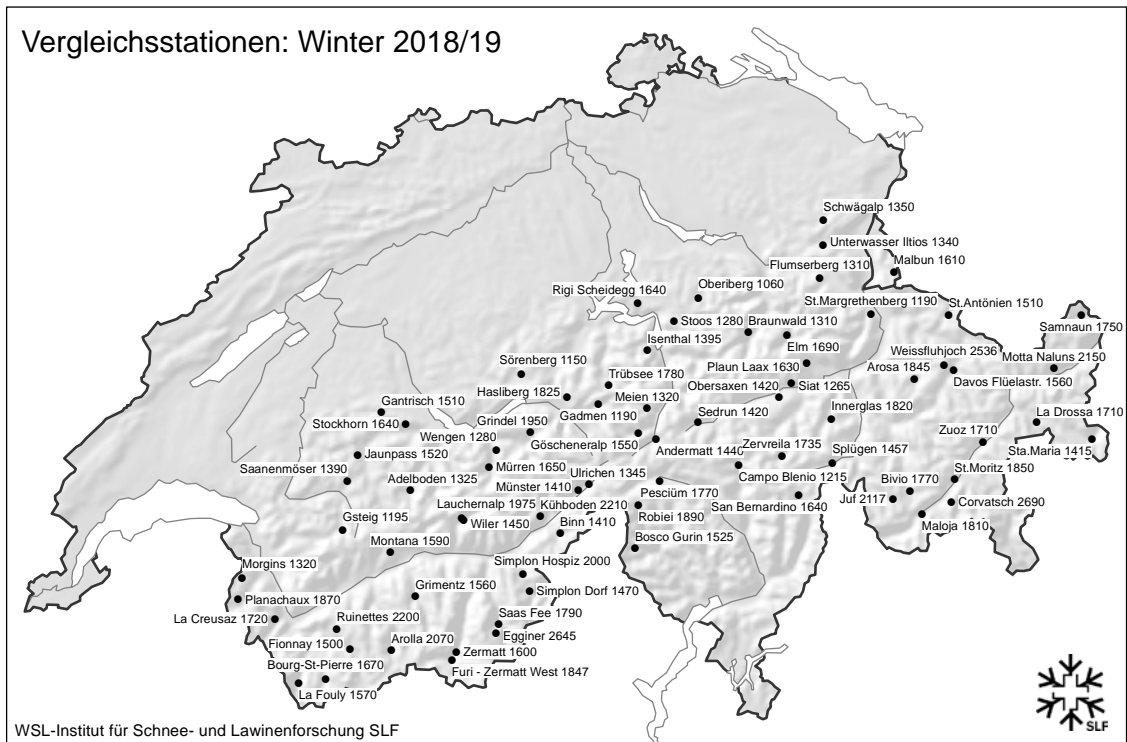 Vergleichsstationen: Winter 2018/19
Schwägalp 1350
Unterwasser Iltios 1340
Malbun 1610
Flumserberg 1310
Oberiberg 1060
Rigi Scheidegg 1640
St.Margrethenberg 1190
St.Antönien 1510
Stoos 1280
Braunwald 1310
Samnaun 1750
Isenthal 1395
Elm 1690
Weissfluhjoch 2536
Sörenberg 1150
Plaun Laax 1630
Arosa 1845
Motta Naluns 2150
Trübsee 1780
Davos Flüelastr. 1560
Hasliberg 1825
Obersaxen 1420
Siat 1265
Meien 1320
Gantrisch 1510
Gadmen 1190
Sedrun 1420
Innerglas 1820
La Drossa 1710
Grindel 1950
Stockhorn 1640
Zuoz 1710
Wengen 1280
Göscheneralp 1550
Andermatt 1440
Zervreila 1735
Splügen 1457
Sta.Maria 1415
Jaunpass 1520
Saanenmöser 1390
Mürren 1650
Ulrichen 1345
St.Moritz 1850
Adelboden 1325
Münster 1410
Campo Blenio 1215
Bivio 1770
Pesciüm 1770
Juf 2117
Corvatsch 2690
Lauchernalp 1975
Kühboden 2210
San Bernardino 1640
Gsteig 1195
Wiler 1450
Robiei 1890
Maloja 1810
Binn 1410
Montana 1590
Bosco Gurin 1525
Morgins 1320
Simplon Hospiz 2000
Grimentz 1560
Simplon Dorf 1470
Planachaux 1870
La Creusaz 1720
Ruinettes 2200
Saas Fee 1790
Egginer 2645
Fionnay 1500
Arolla 2070
Zermatt 1600
Bourg-St-Pierre 1670
Furi - Zermatt West 1847
La Fouly 1570
WSL-Institut für Schnee- und Lawinenforschung SLF
SLF